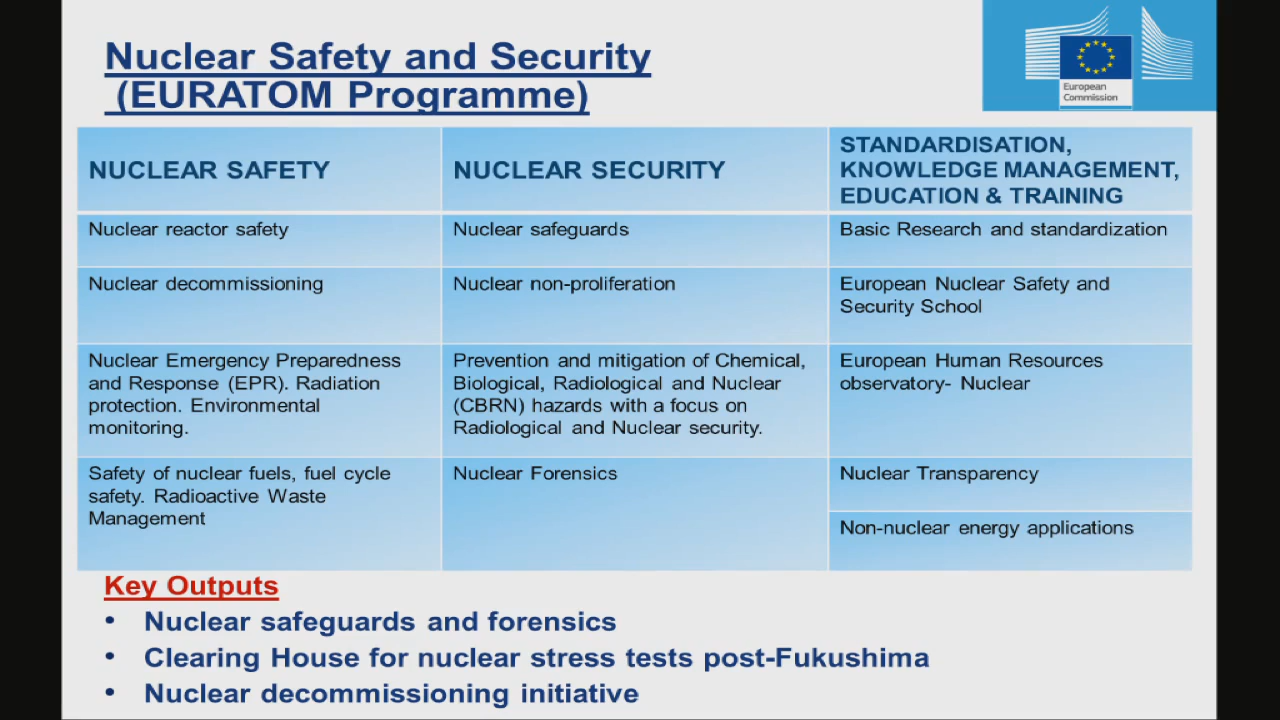 Nuclear Safety and Security
(EURATOM Programme)
European
Commission
NUCLEAR SAFETY
NUCLEAR SECURITY
STANDARDISATION,
KNOWLEDGE MANAGEMENT,
EDUCATION & TRAINING
Nuclear reactor safety
Nuclear safeguards
Basic Research and standardization
Nuclear decommissioning
Nuclear non-proliferation
European Nuclear Safety and
Security School
Nuclear Emergency Preparedness
and Response (EPR). Radiation
protection. Environmental
monitoring.
Prevention and mitigation of Chemical,
Biological, Radiological and Nuclear
(CBRN) hazards with a focus on
Radiological and Nuclear security.
European Human Resources
observatory- Nuclear
Safety of nuclear fuels, fuel cycle
safety. Radioactive Waste
Management
Nuclear Forensics
Nuclear Transparency
Non-nuclear energy applications
Key Outputs
• Nuclear safeguards and forensics
• Clearing House for nuclear stress tests post-Fukushima
• Nuclear decommissioning initiative